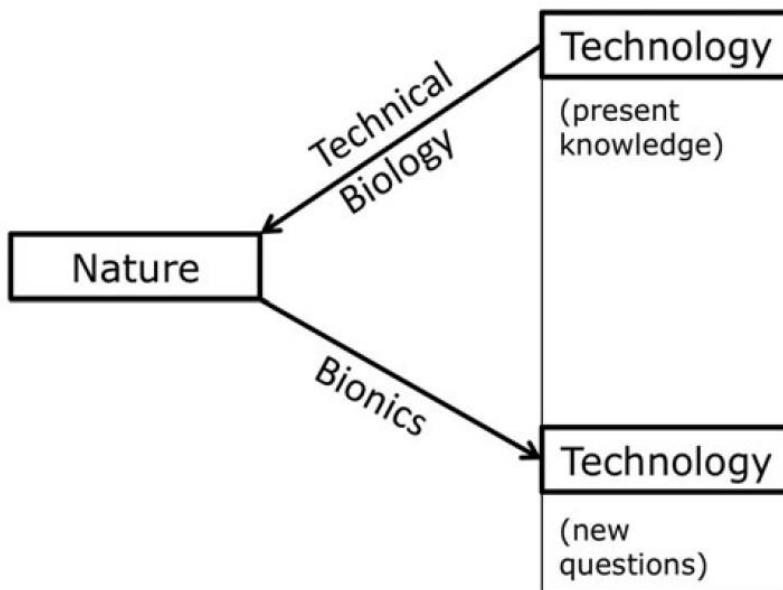 Technology
(present
knowledge)
Technical
Biology
Nature
Bionics
Technology
(new
questions)